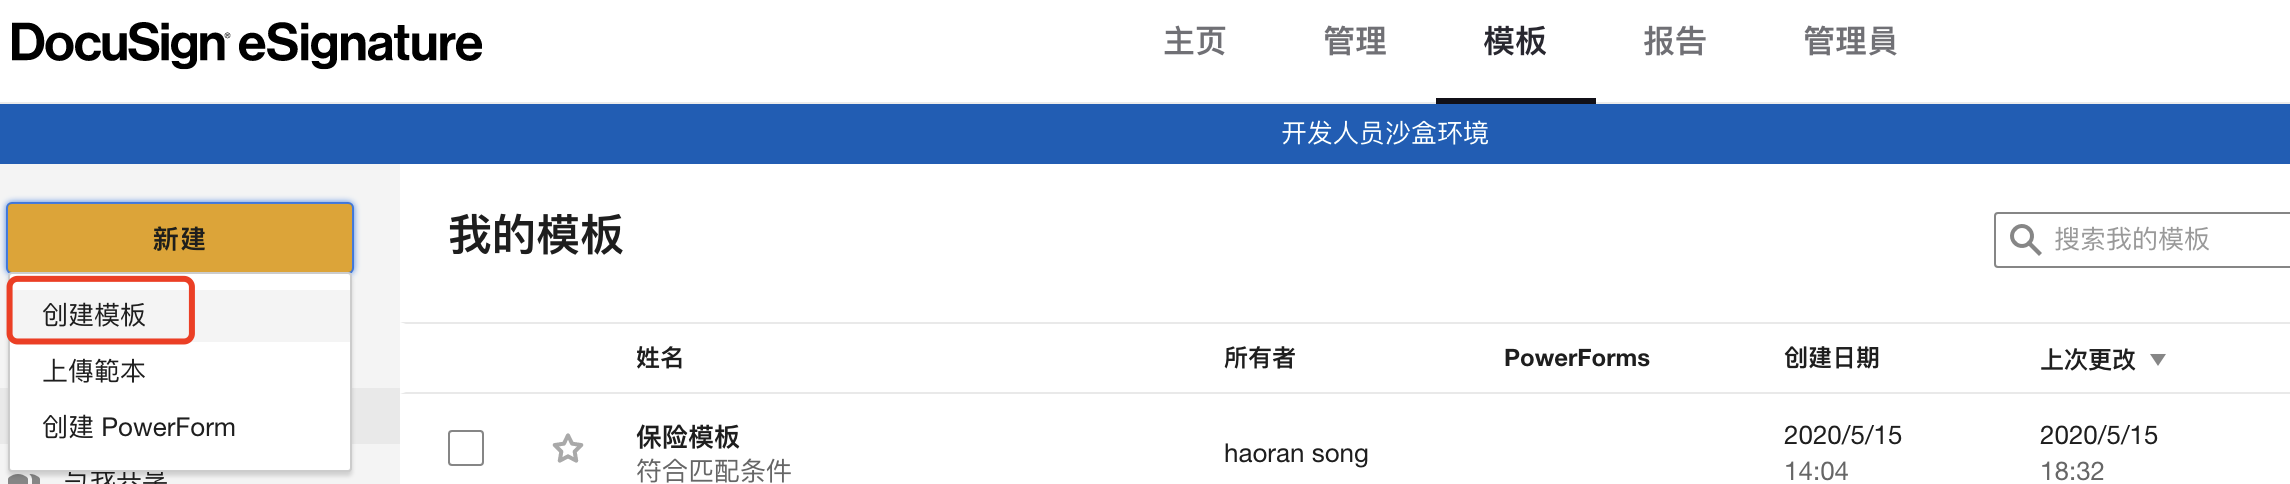 DocuSign® eSignature
主页 管理 模板 报告 管理員
开发人员沙盒环境
新建
创建模板
上傳範本
创建 PowerForm
与我共享
我的模板
搜索我的模板
姓名 所有者 PowerForms 创建日期 上次更改
保险模板 haoran song 2020/5/15 2020/5/15
符合匹配条件 14:04 18:32